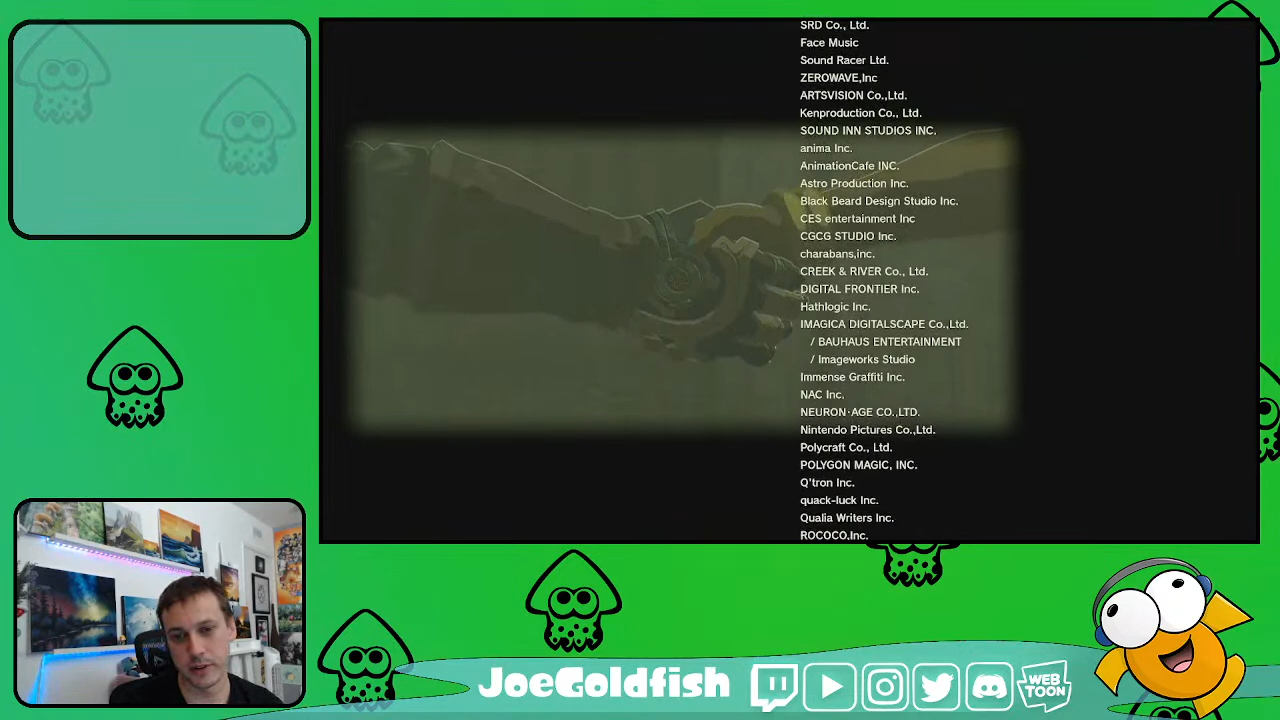 SRD Co., Ltd.
Face Music
Sound Racer Ltd.
ZEROWAVE,Inc
ARTSVISION Co.,Ltd.
Kenproduction Co., Ltd.
SOUND INN STUDIOS INC.
anima Inc.
AnimationCafe INC.
Astro Production Inc.
Black Beard Design Studio Inc.
CES entertainment Inc
CGCG STUDIO Inc.
charabans,inc.
CREEK & RIVER Co., Ltd.
DIGITAL FRONTIER Inc.
Hathlogic Inc.
IMAGICA DIGITALSCAPE Co.,Ltd.
/ BAUHAUS ENTERTAINMENT
/ Imageworks Studio
Immense Graffiti Inc.
NAC Inc.
NEURON·AGE CO.,LTD.
Nintendo Pictures Co.,Ltd.
Polycraft Co., Ltd.
POLYGON MAGIC, INC.
Q'tron Inc.
quack-luck Inc.
Qualia Writers Inc.
ROCOCO,Inc.
JoeGoldfish
WEB
TOON